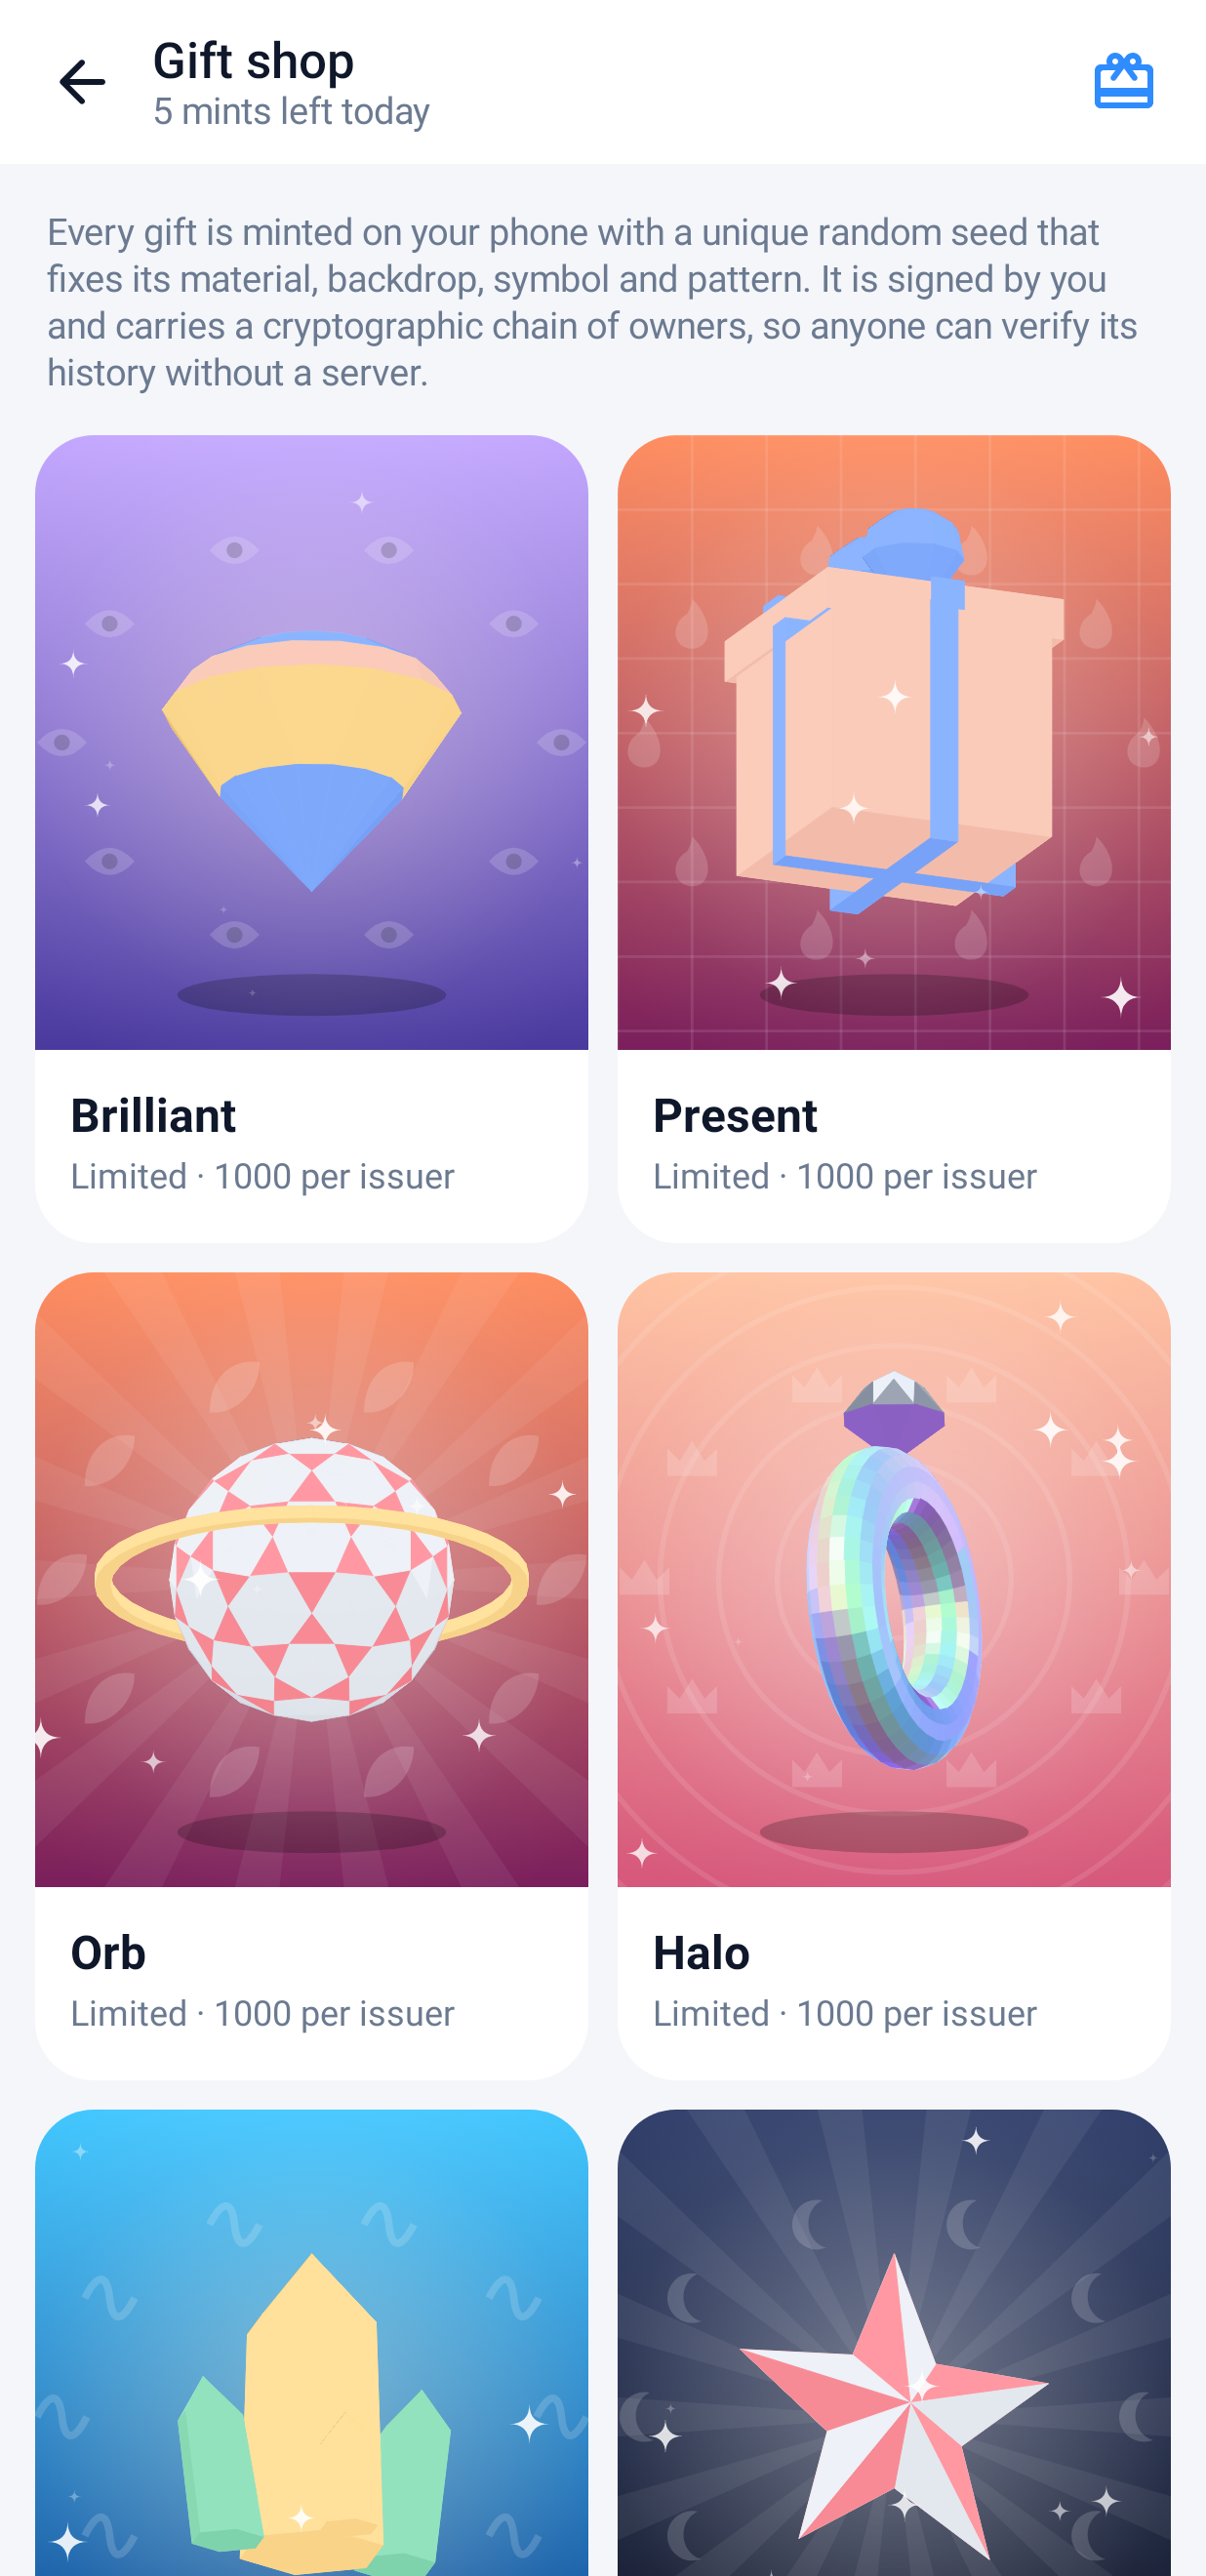 Gift shop
5 mints left today
Every gift is minted on your phone with a unique random seed that
fixes its material, backdrop, symbol and pattern. It is signed by you
and carries a cryptographic chain of owners, so anyone can verify its
history without a server.
Brilliant
Limited · 1000 per issuer
Present
Limited · 1000 per issuer
Orb
Limited · 1000 per issuer
Halo
Limited · 1000 per issuer